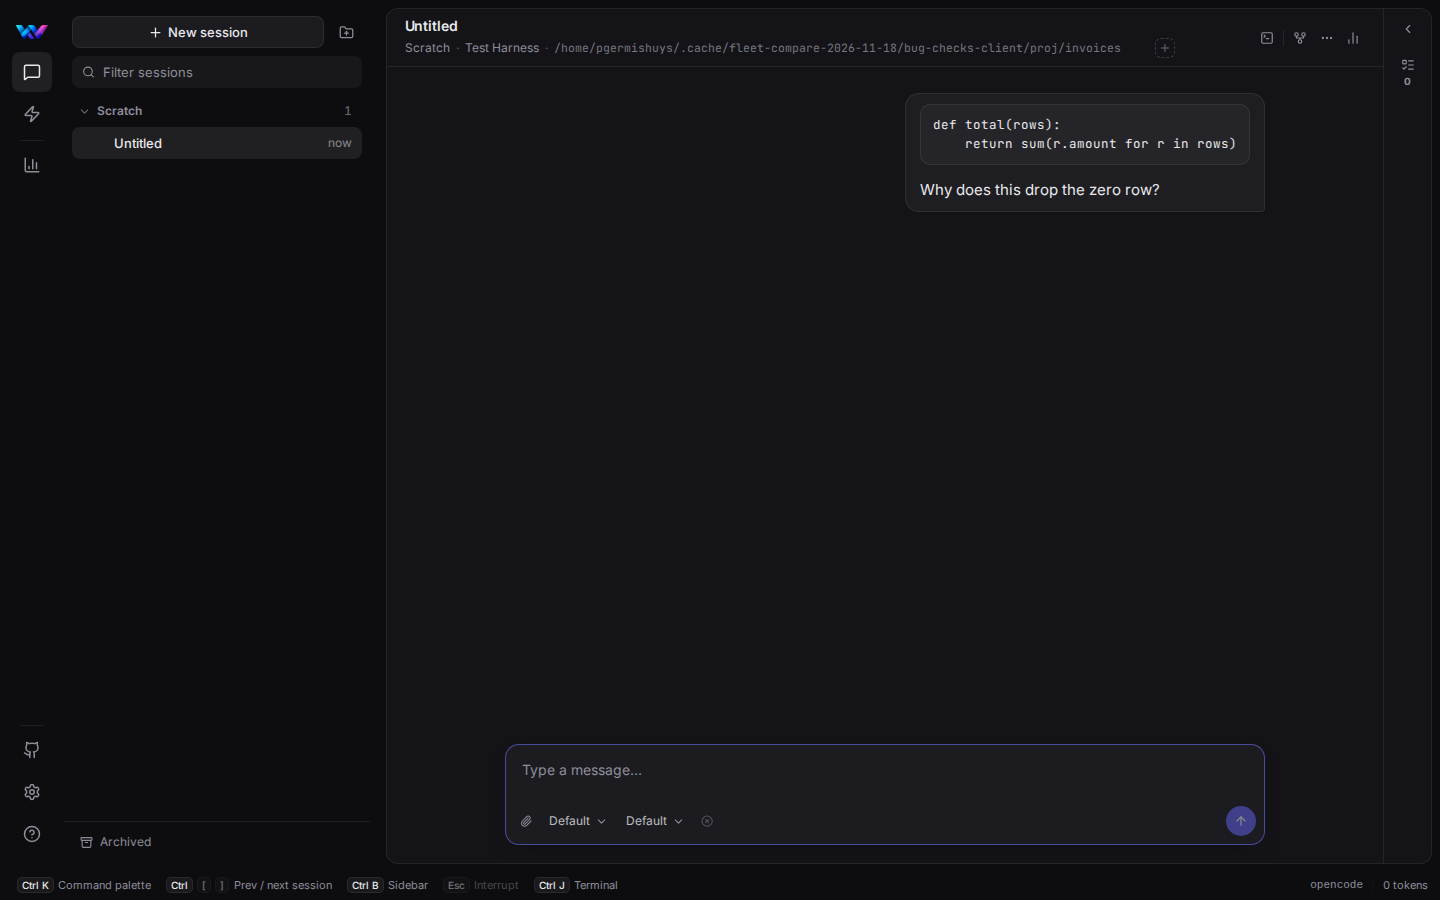 New session
Filter sessions
Scratch 1
Untitled now
Archived
Untitled
Scratch · Test Harness · /home/pgermishuys/.cache/fleet-compare-2026-11-18/bug-checks-client/proj/invoices
0
def total(rows):
    return sum(r.amount for r in rows)
Why does this drop the zero row?
Type a message...
Default Default
Ctrl K Command palette Ctrl [ ] Prev / next session Ctrl B Sidebar Esc Interrupt Ctrl J Terminal opencode 0 tokens